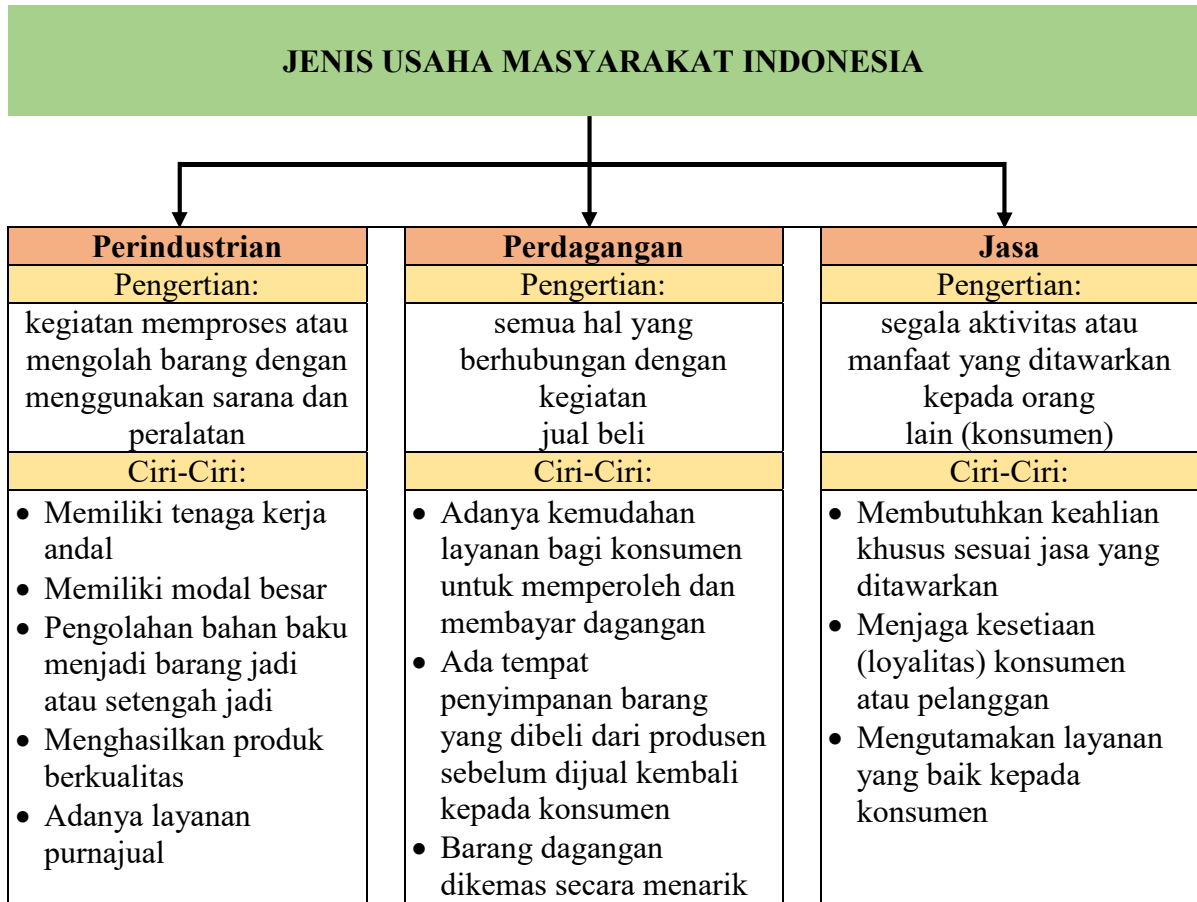 JENIS USAHA MASYARAKAT INDONESIA
Perindustrian
Pengertian:
kegiatan memproses atau
mengolah barang dengan
menggunakan sarana dan
peralatan
Ciri-Ciri:
• Memiliki tenaga kerja
andal
• Memiliki modal besar
• Pengolahan bahan baku
menjadi barang jadi
atau setengah jadi
• Menghasilkan produk
berkualitas
• Adanya layanan
purnajual
Perdagangan
Pengertian:
semua hal yang
berhubungan dengan
kegiatan
jual beli
Ciri-Ciri:
• Adanya kemudahan
layanan bagi konsumen
untuk memperoleh dan
membayar dagangan
• Ada tempat
penyimpanan barang
yang dibeli dari produsen
sebelum dijual kembali
kepada konsumen
• Barang dagangan
dikemas secara menarik
Jasa
Pengertian:
segala aktivitas atau
manfaat yang ditawarkan
kepada orang
lain (konsumen)
Ciri-Ciri:
• Membutuhkan keahlian
khusus sesuai jasa yang
ditawarkan
• Menjaga kesetiaan
(loyalitas) konsumen
atau pelanggan
• Mengutamakan layanan
yang baik kepada
konsumen